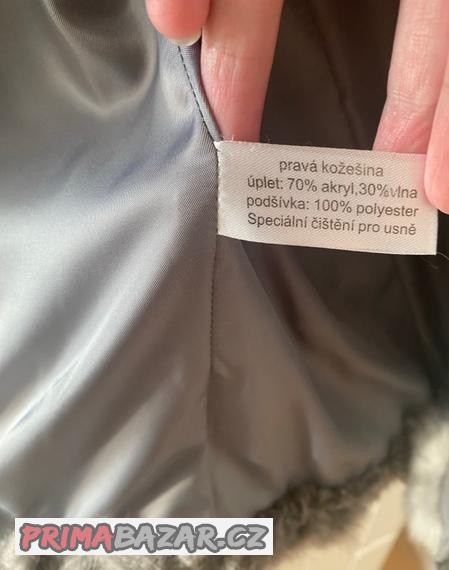 pravá kožešina
úplet: 70% akryl,30%vlna
podšívka: 100% polyester
Speciální čištění pro usně
PRIMABAZAR.CZ